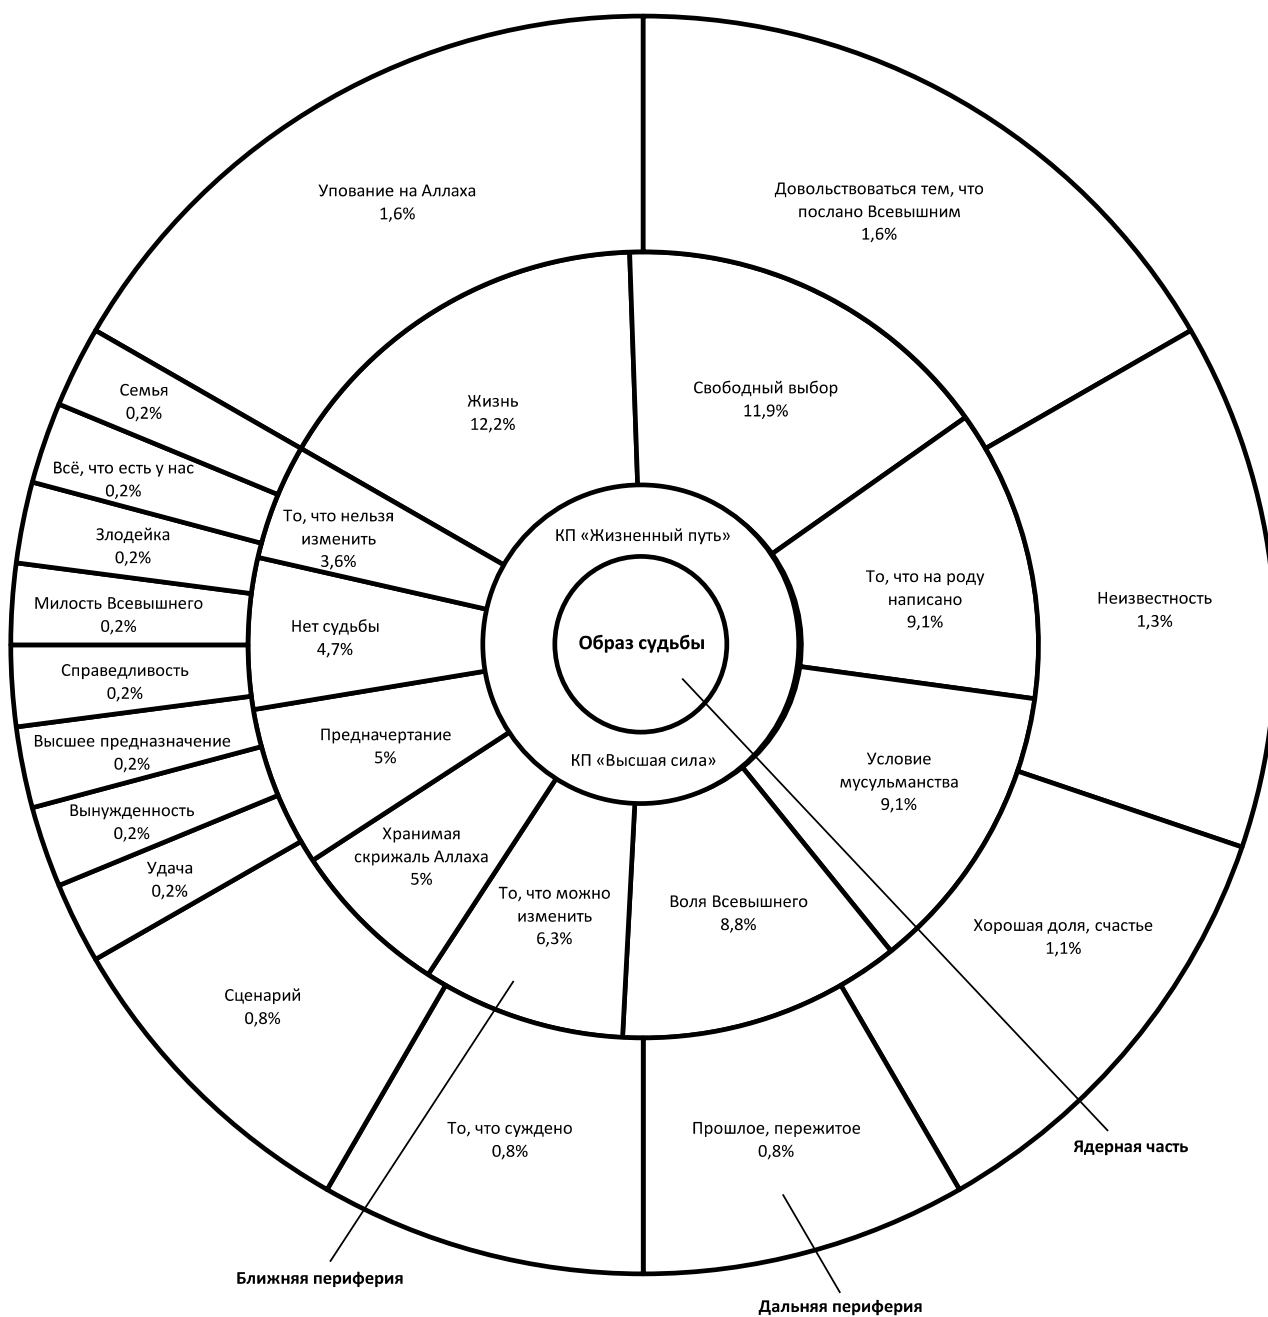 Упование на Аллаха
1,6%
Довольствоваться тем, что
послано Всевышним
1,6%
Семья
0,2%
Всё, что есть у нас
0,2%
Злодейка
0,2%
Милость Всевышнего
0,2%
Справедливость
0,2%
Высшее предназначение
0,2%
Вынужденность
0,2%
Удача
0,2%
Сценарий
0,8%
То, что суждено
0,8%
Прошлое, пережитое
0,8%
Хорошая доля, счастье
1,1%
Неизвестность
1,3%
Жизнь
12,2%
Свободный выбор
11,9%
То, что на роду
написано
9,1%
Условие
мусульманства
9,1%
Воля Всевышнего
8,8%
То, что можно
изменить
6,3%
Хранимая
скрижаль Аллаха
5%
Предначертание
5%
Нет судьбы
4,7%
То, что нельзя
изменить
3,6%
КП «Жизненный путь»
Образ судьбы
КП «Высшая сила»
Ядерная часть
Ближняя периферия
Дальняя периферия